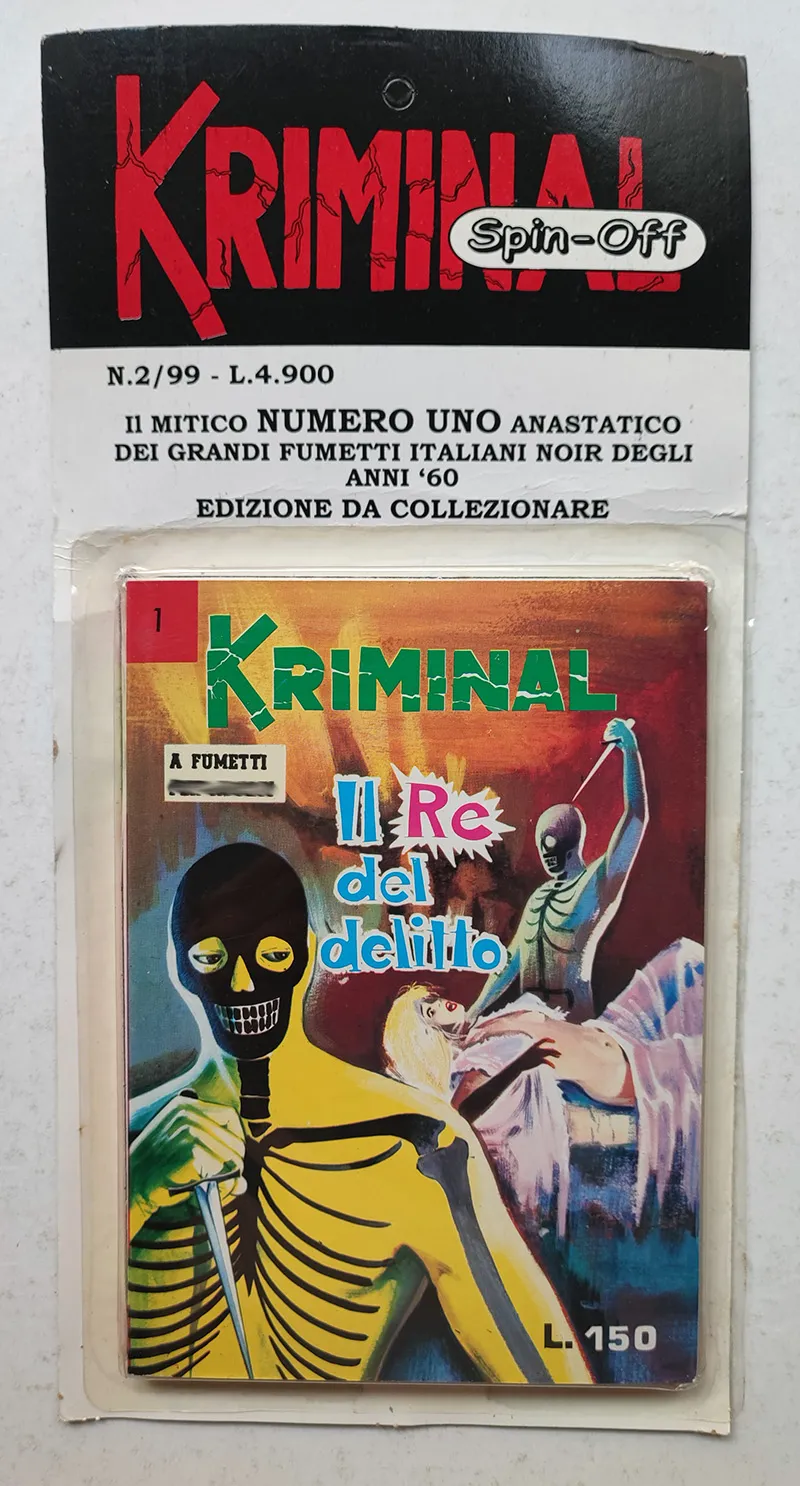 KRIMINAL
Spin-Off
N.2/99 - L.4.900
Il MITICO NUMERO UNO ANASTATICO
DEI GRANDI FUMETTI ITALIANI NOIR DEGLI
ANNI ‘60
EDIZIONE DA COLLEZIONARE
1
KRIMINAL
A FUMETTI
Il Re
del
delitto
L. 150